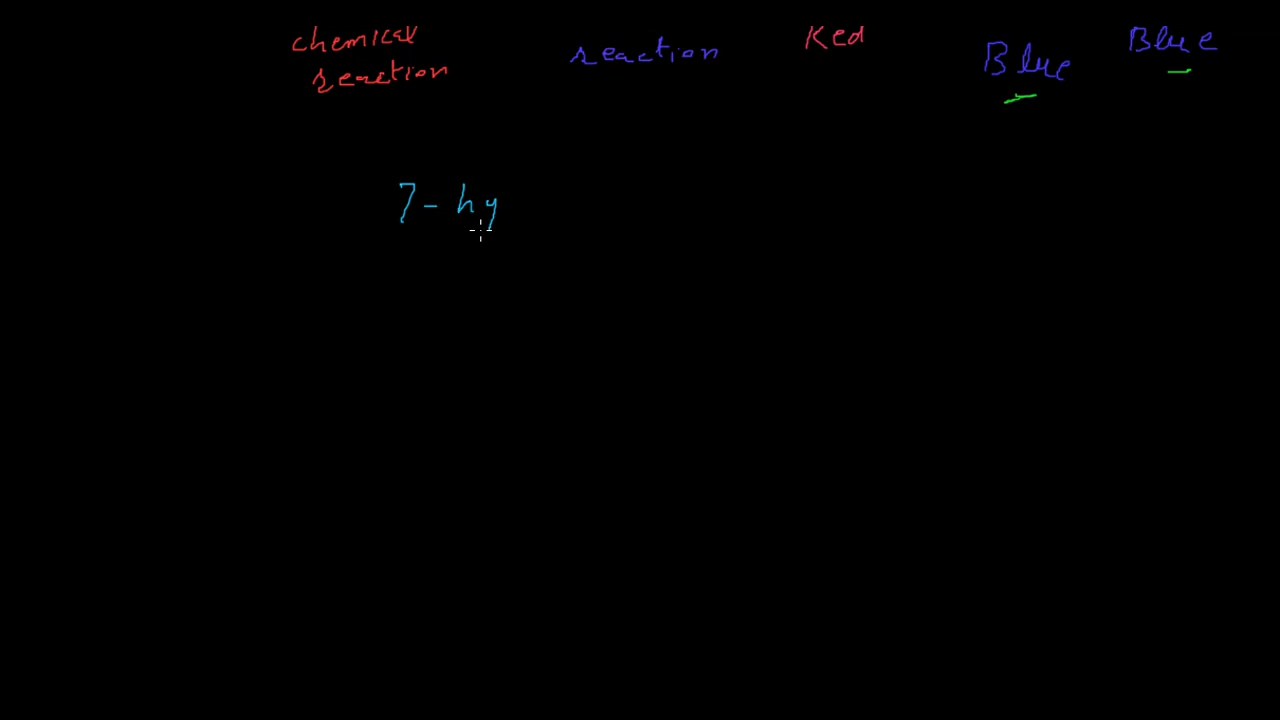 chemical
reaction
reaction
Red
Blue
Blue
7-hy